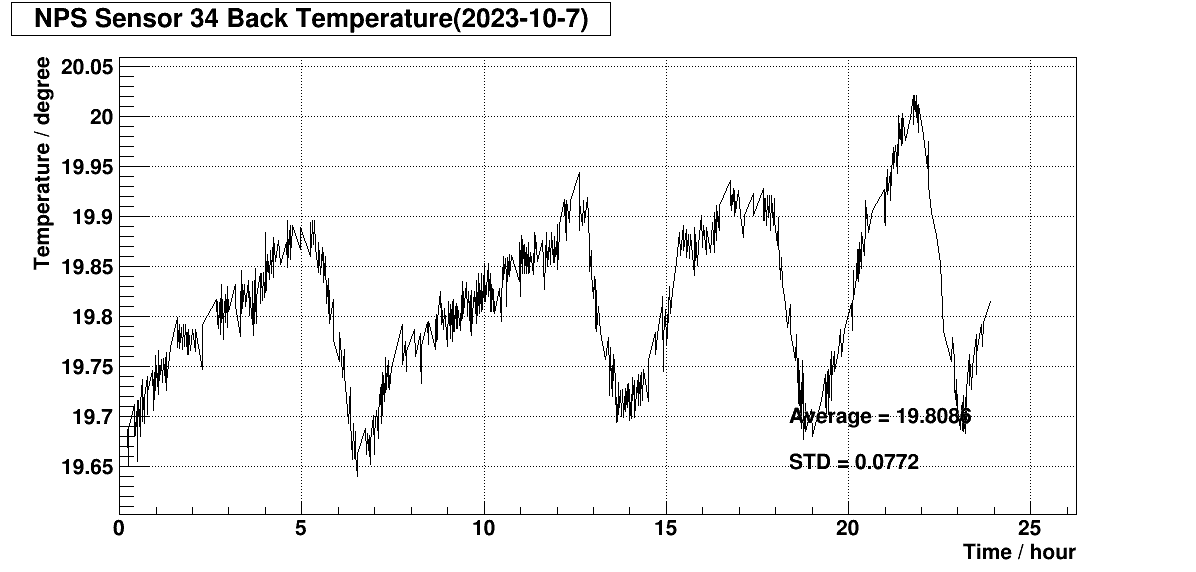 NPS Sensor 34 Back Temperature(2023-10-7)
Temperature / degree
20.05
20
19.95
19.9
19.85
19.8
19.75
19.7
19.65
Average = 19.8086
STD = 0.0772
0 5 10 15 20 25
Time / hour